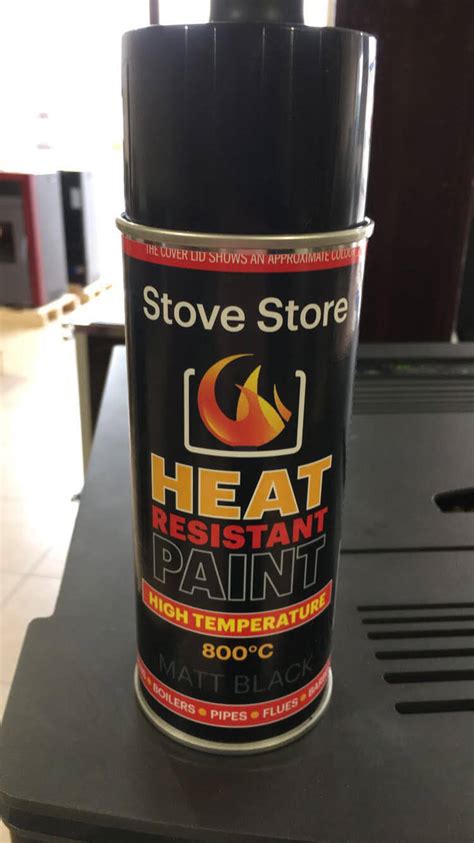 THE COVER LID SHOWS AN APPROXIMATE COLOUR
Stove Store
HEAT
RESISTANT
PAINT
HIGH TEMPERATURE
800°C
MATT BLACK
• BOILERS • PIPES • FLUES •